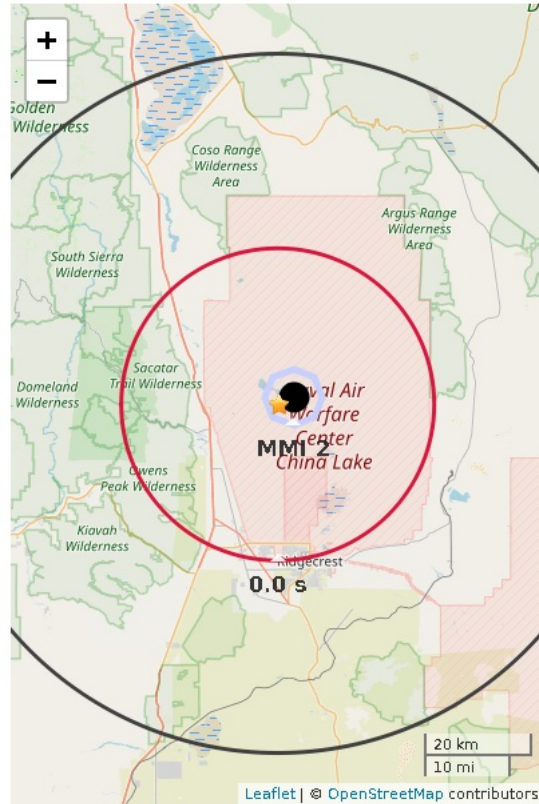 +
−
Golden
Wilderness
Coso Range
Wilderness
Area
Argus Range
Wilderness
Area
South Sierra
Wilderness
Sacatar
Trail Wilderness
Domeland
Wilderness
Warfare
Center
China Lake
MMI 2
Owens
Peak Wilderness
Kiavah
Wilderness
Ridgecrest
0.0 s
20 km
10 mi
Leaflet | © OpenStreetMap contributors